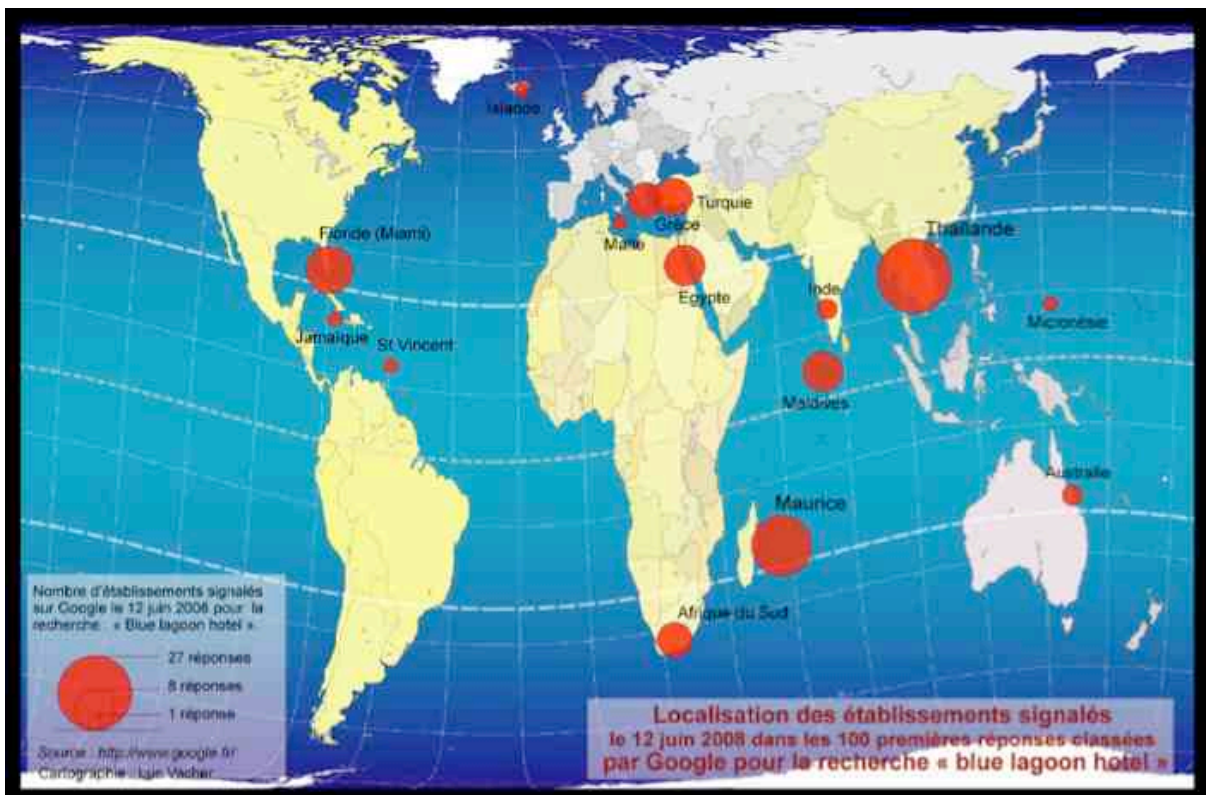 Islande
Turquie
Grèce
Malte
Floride (Miami)
Thaïlande
Egypte
Inde
Micronésie
Jamaïque
St Vincent
Maldives
Australie
Maurice
Afrique du Sud
Nombre d'établissements signalés
sur Google le 12 juin 2008 pour la
recherche : « Blue lagoon hotel ».
27 réponses
8 réponses
1 réponse
Source : http://www.google.fr/
Cartographie : Luc Vacher
Localisation des établissements signalés
le 12 juin 2008 dans les 100 premières réponses classées
par Google pour la recherche « blue lagoon hotel »